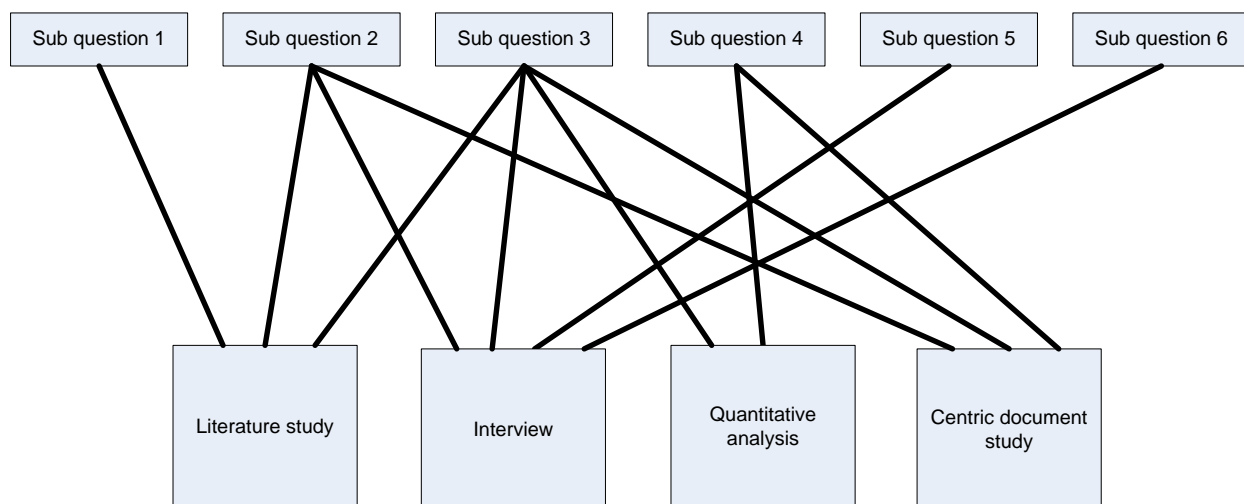 Sub question 1
Sub question 2
Sub question 3
Sub question 4
Sub question 5
Sub question 6
Literature study
Interview
Quantitative
analysis
Centric document
study